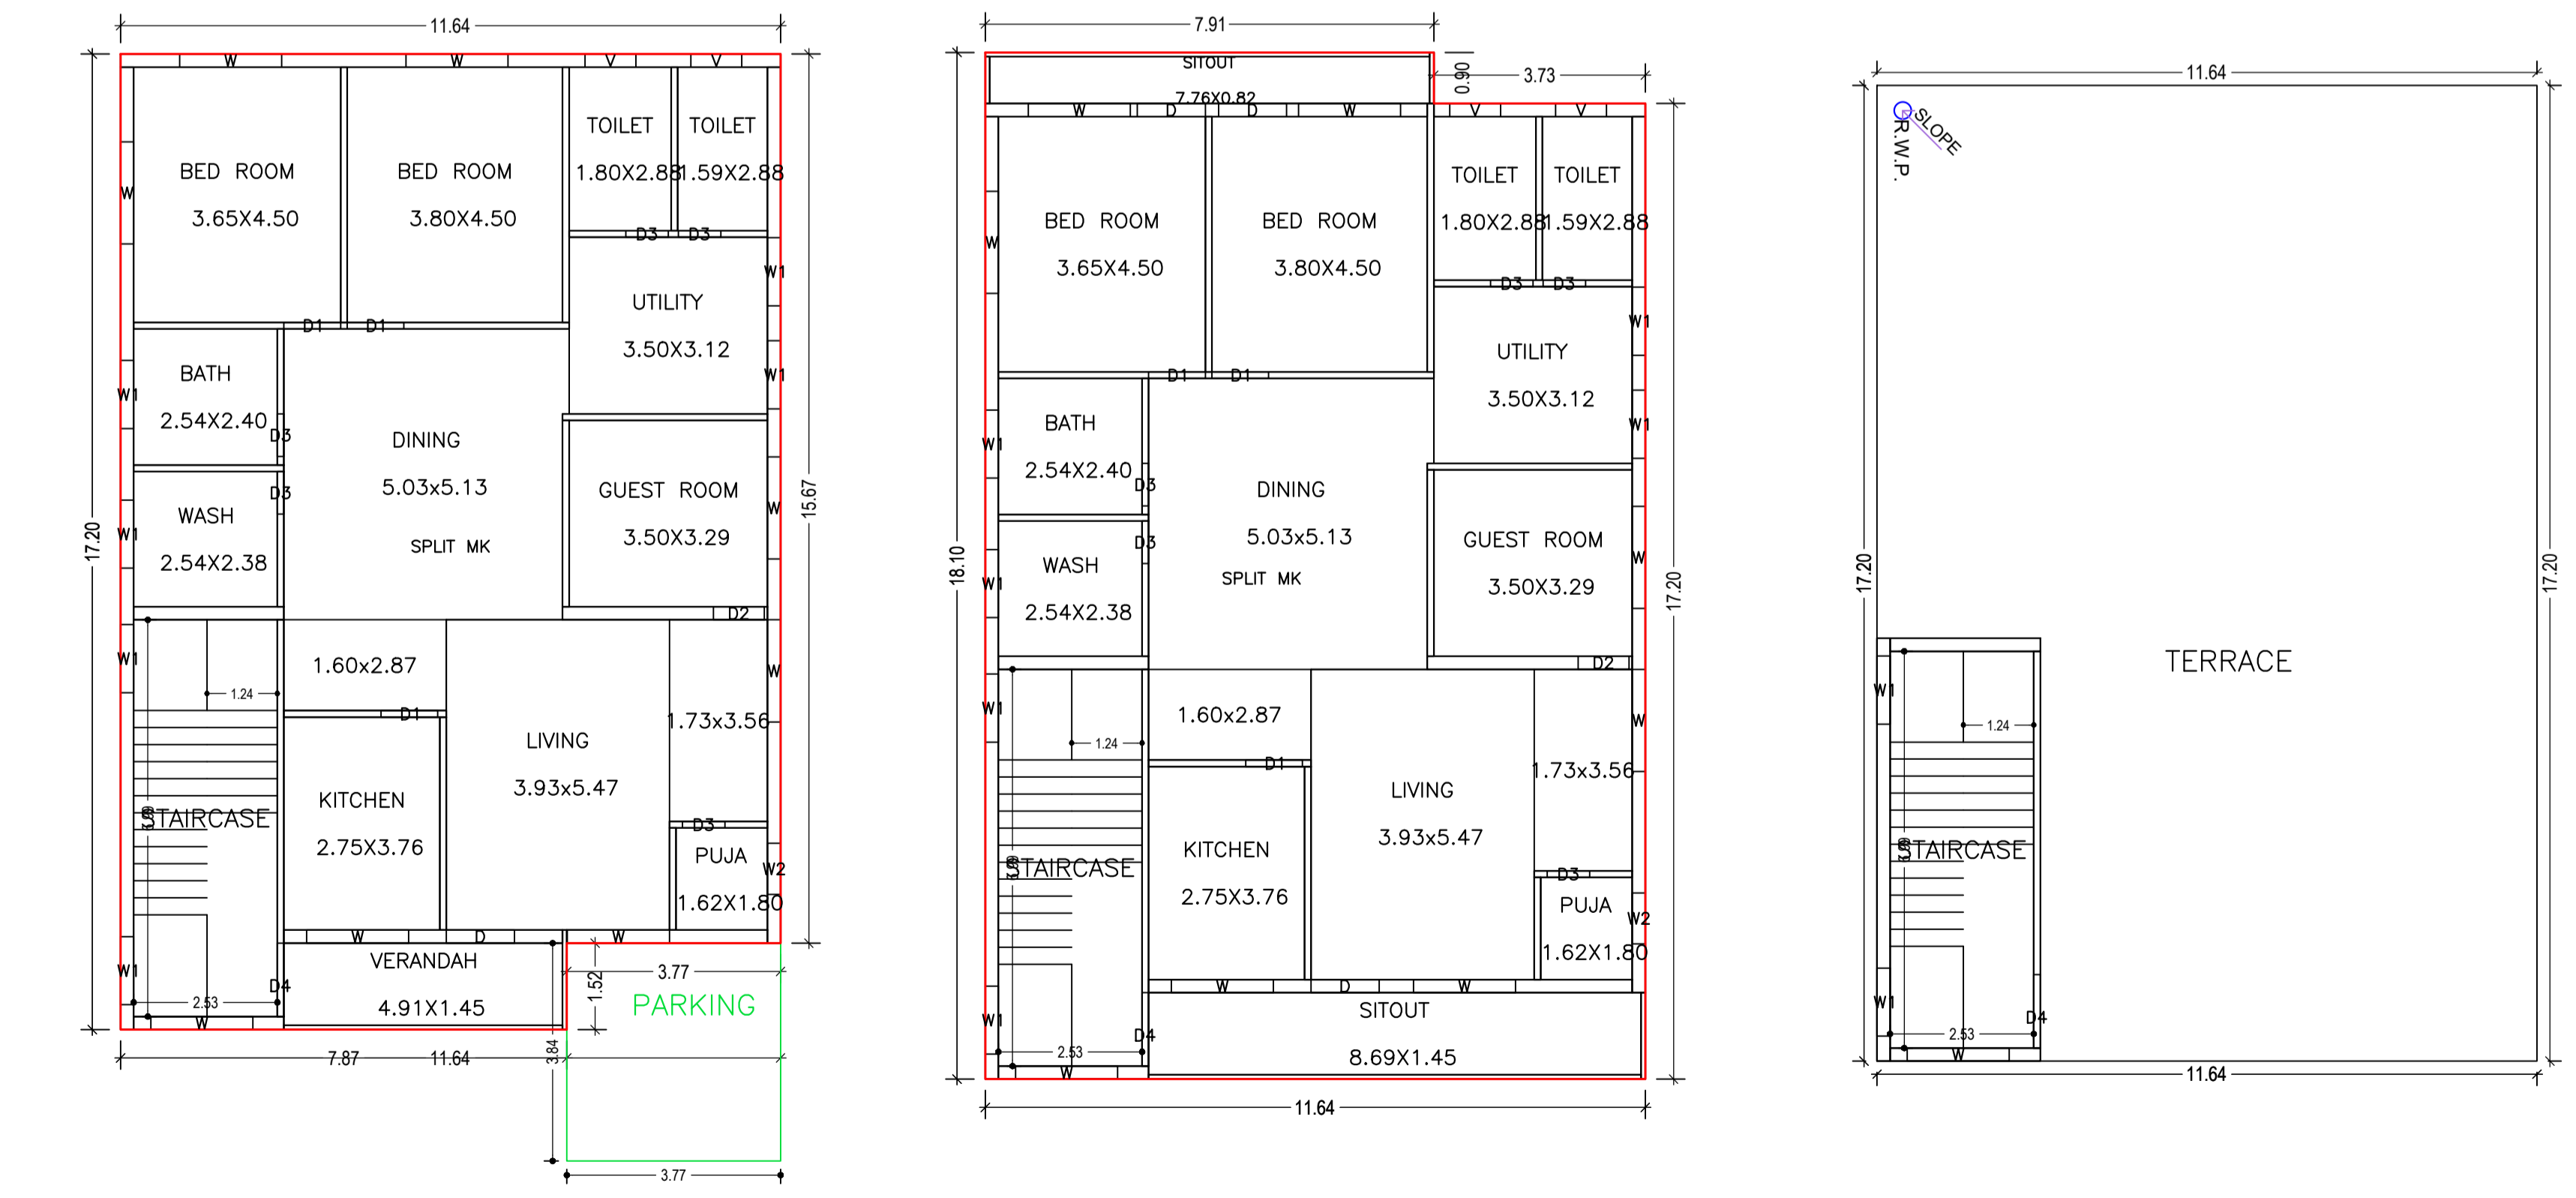 11.64
W
W
V
V
TOILET
TOILET
1.80X2.88
1.59X2.88
BED ROOM
BED ROOM
3.65X4.50
3.80X4.50
W
D3
D3
W1
UTILITY
3.50X3.12
D1
D1
W1
BATH
2.54X2.40
W1
D3
DINING
5.03x5.13
SPLIT MK
GUEST ROOM
3.50X3.29
W
15.67
17.20
D3
WASH
2.54X2.38
W1
D2
W1
1.60x2.87
W
1.24
D1
1.73x3.56
LIVING
3.93x5.47
KITCHEN
2.75X3.76
STAIRCASE
D3
PUJA
1.62X1.80
W2
W
D
W
VERANDAH
4.91X1.45
W1
D4
2.53
W
1.52
3.77
PARKING
7.87
11.64
3.84
3.77
7.91
SITOUT
7.76X0.82
0.90
3.73
W
D
D
W
V
V
TOILET
TOILET
1.80X2.88
1.59X2.88
BED ROOM
BED ROOM
3.65X4.50
3.80X4.50
W
D3
D3
W1
UTILITY
3.50X3.12
D1
D1
W1
BATH
2.54X2.40
W1
D3
DINING
5.03x5.13
SPLIT MK
GUEST ROOM
3.50X3.29
W
17.20
18.10
D3
WASH
2.54X2.38
W1
D2
W1
1.60x2.87
W
1.24
D1
1.73x3.56
LIVING
3.93x5.47
KITCHEN
2.75X3.76
STAIRCASE
D3
PUJA
1.62X1.80
W2
W
D
W
SITOUT
8.69X1.45
W1
D4
2.53
W
11.64
11.64
SLOPE
R.W.P.
17.20
17.20
TERRACE
W1
1.24
STAIRCASE
W1
D4
2.53
W
11.64